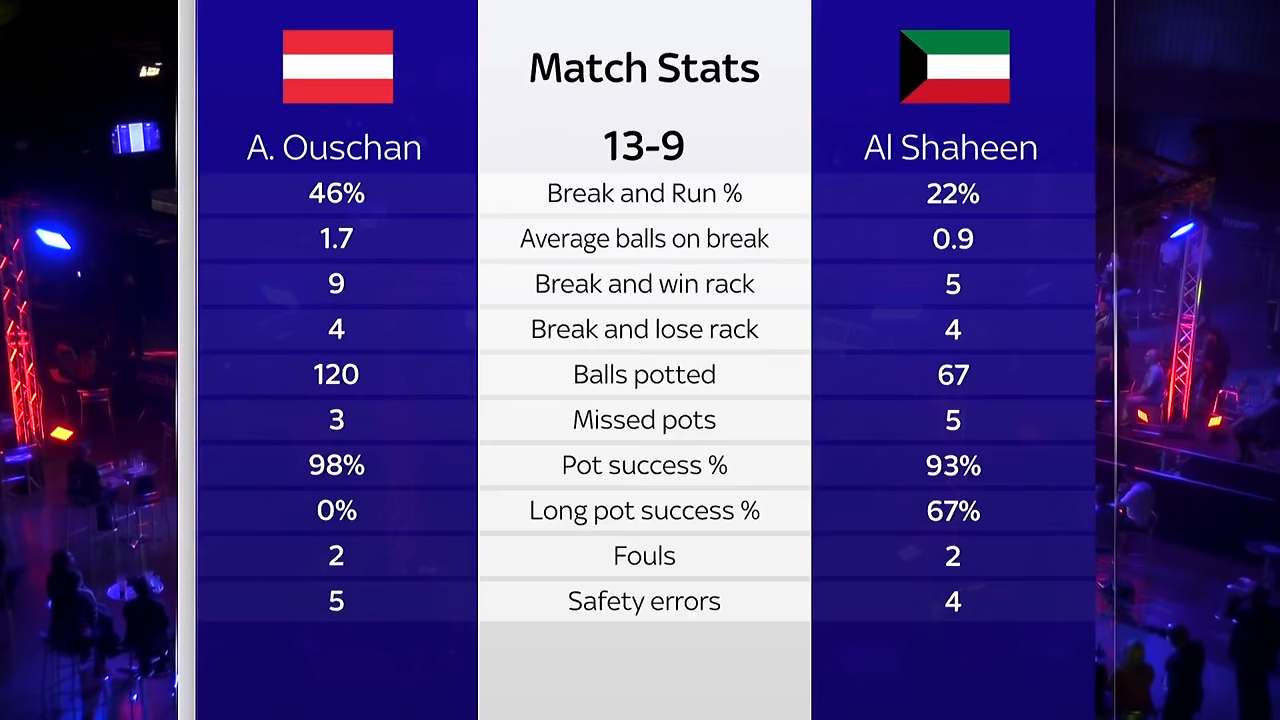 Match Stats
A. Ouschan 13-9 Al Shaheen
46% Break and Run % 22%
1.7 Average balls on break 0.9
9 Break and win rack 5
4 Break and lose rack 4
120 Balls potted 67
3 Missed pots 5
98% Pot success % 93%
0% Long pot success % 67%
2 Fouls 2
5 Safety errors 4